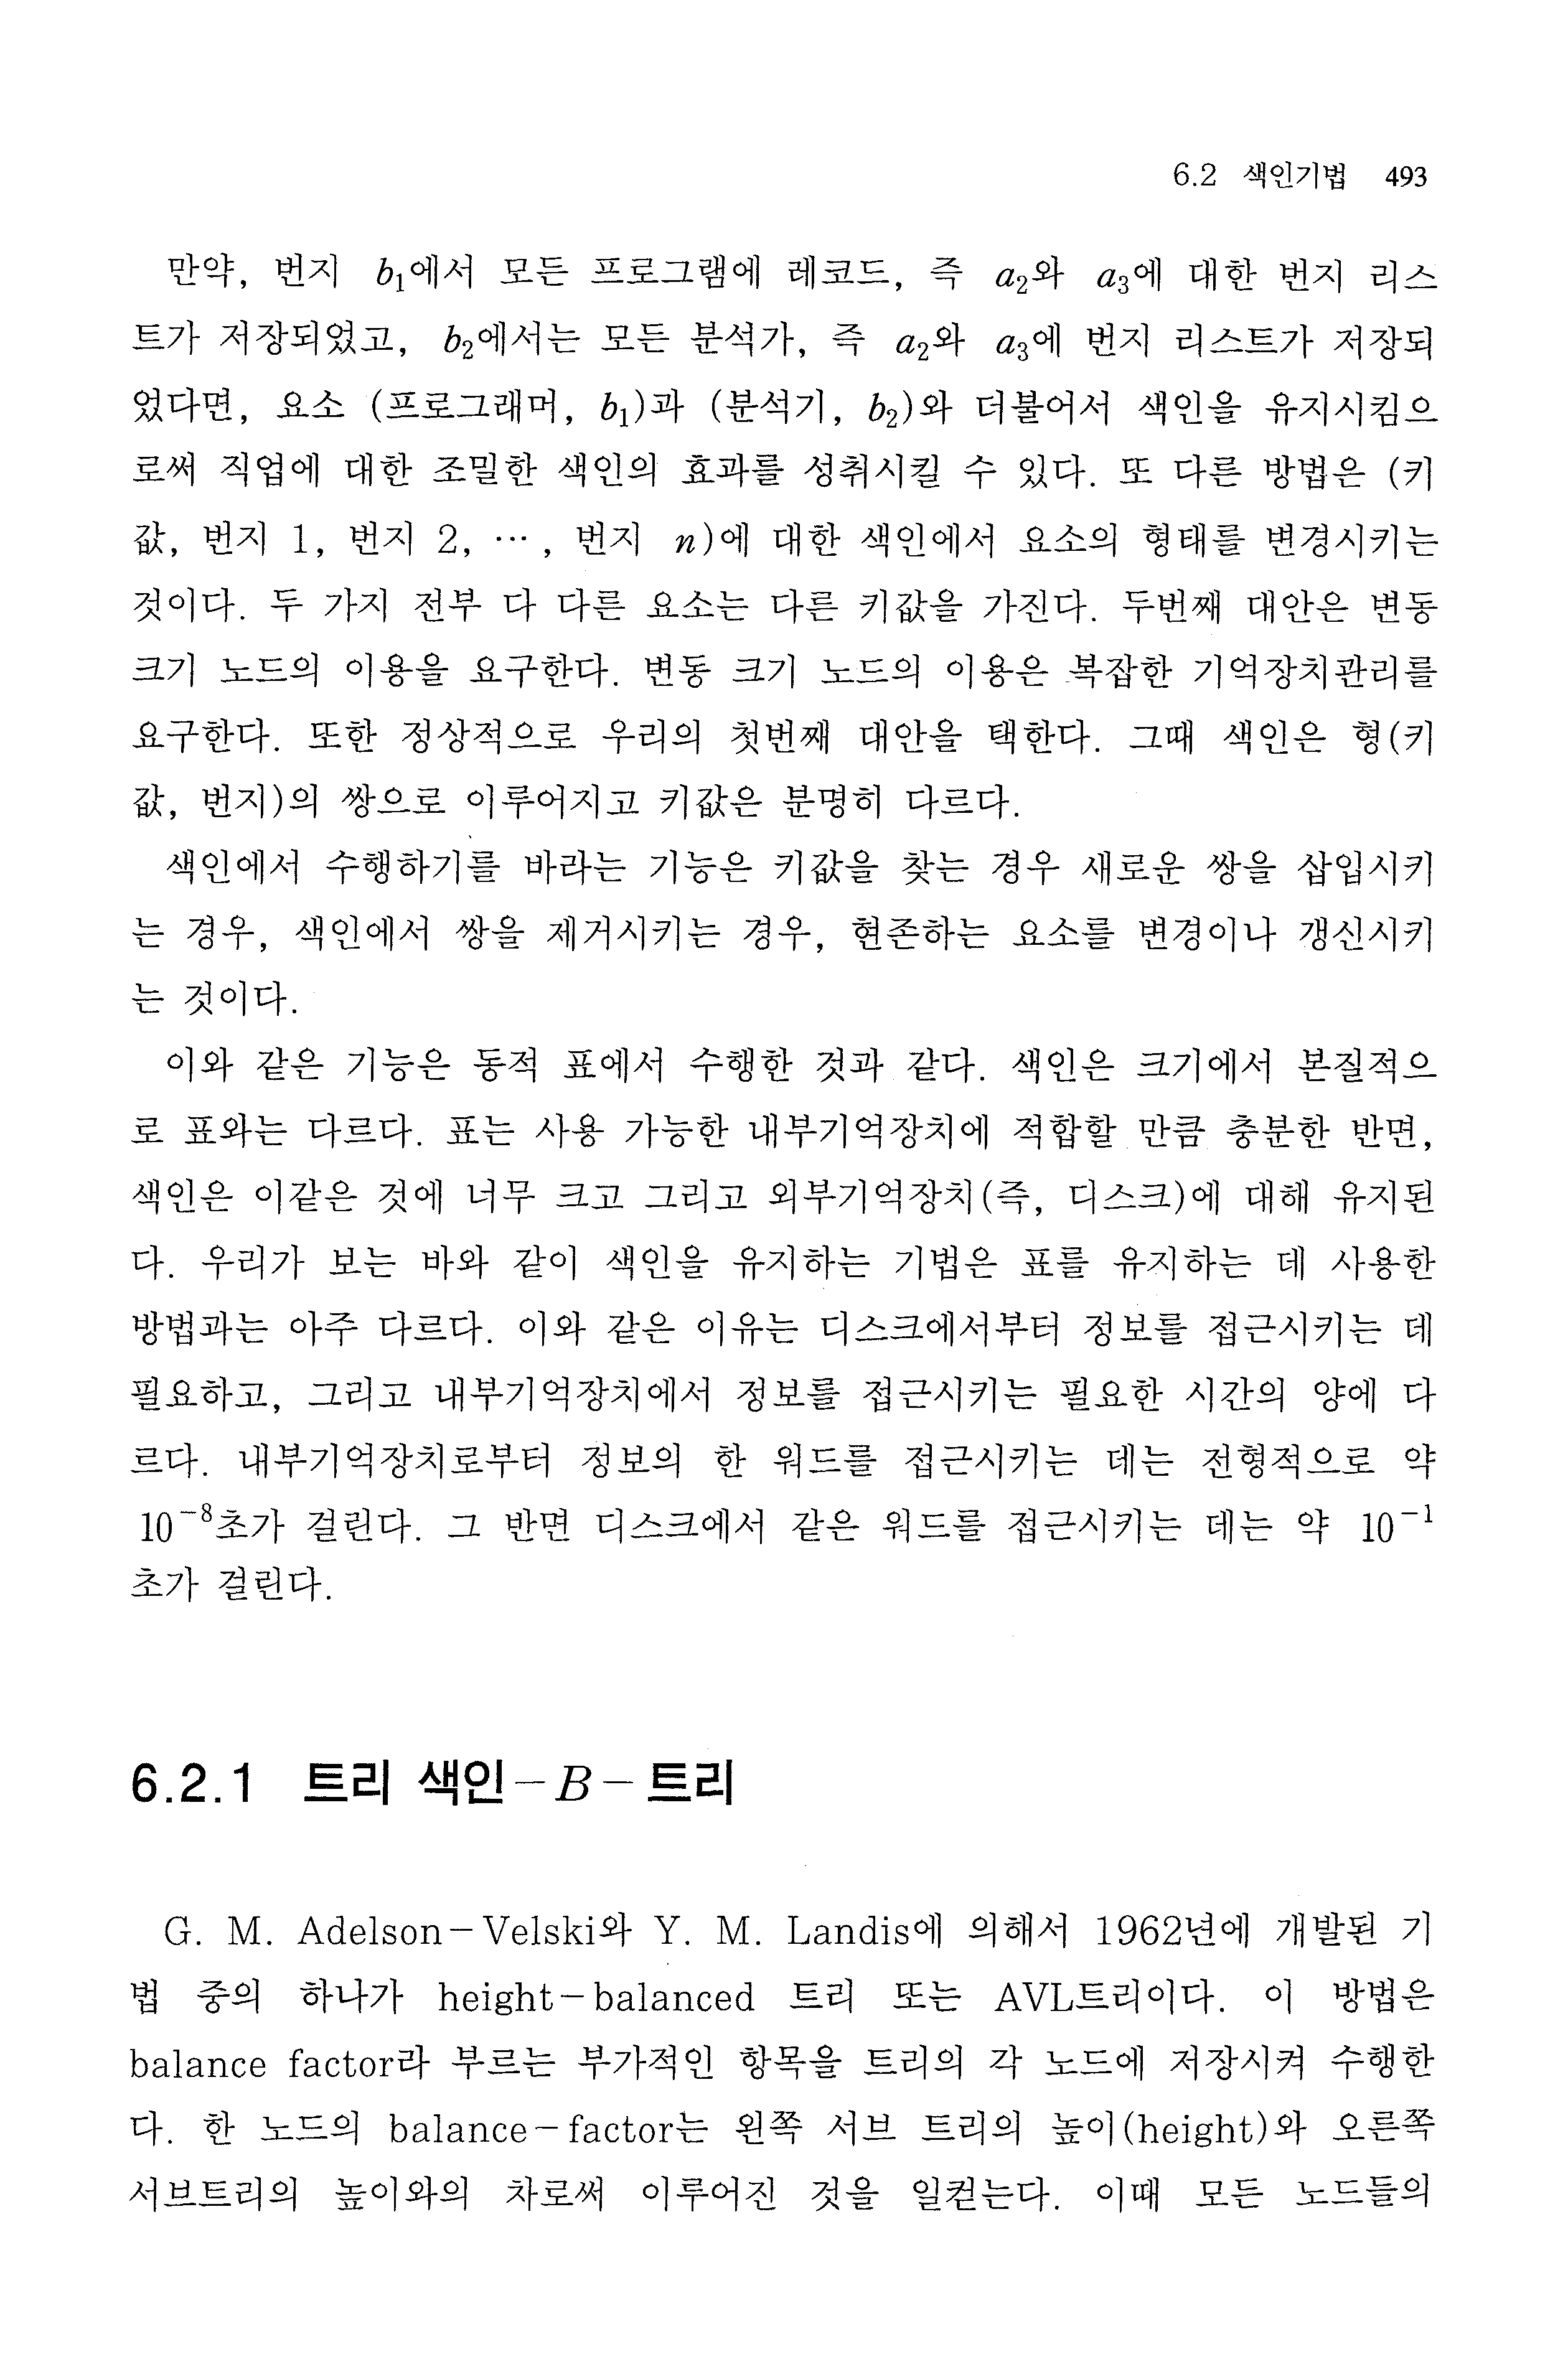 6.2 색인기법 493
만약, 번지 b₁에서 모든 프로그램에 레코드, 즉 a₂와 a₃에 대한 번지 리스
트가 저장되었고, b₂에서는 모든 분석가, 즉 a₂와 a₃에 번지 리스트가 저장되
었다면, 요소 (프로그래머, b₁)과 (분석기, b₂)와 더불어서 색인을 유지시킴으
로써 직업에 대한 조밀한 색인의 효과를 성취시킬 수 있다. 또 다른 방법은 (키
값, 번지 1, 번지 2, ⋯ , 번지 n)에 대한 색인에서 요소의 형태를 변경시키는
것이다. 두 가지 전부 다 다른 요소는 다른 키값을 가진다. 두번째 대안은 변동
크기 노드의 이용을 요구한다. 변동 크기 노드의 이용은 복잡한 기억장치관리를
요구한다. 또한 정상적으로 우리의 첫번째 대안을 택한다. 그때 색인은 형(키
값, 번지)의 쌍으로 이루어지고 키값은 분명히 다르다.
색인에서 수행하기를 바라는 기능은 키값을 찾는 경우 새로운 쌍을 삽입시키
는 경우, 색인에서 쌍을 제거시키는 경우, 현존하는 요소를 변경이나 갱신시키
는 것이다.
이와 같은 기능은 동적 표에서 수행한 것과 같다. 색인은 크기에서 본질적으
로 표와는 다르다. 표는 사용 가능한 내부기억장치에 적합할 만큼 충분한 반면,
색인은 이같은 것에 너무 크고 그리고 외부기억장치(즉, 디스크)에 대해 유지된
다. 우리가 보는 바와 같이 색인을 유지하는 기법은 표를 유지하는 데 사용한
방법과는 아주 다르다. 이와 같은 이유는 디스크에서부터 정보를 접근시키는 데
필요하고, 그리고 내부기억장치에서 정보를 접근시키는 필요한 시간의 양에 다
르다. 내부기억장치로부터 정보의 한 워드를 접근시키는 데는 전형적으로 약
10⁻⁸초가 걸린다. 그 반면 디스크에서 같은 워드를 접근시키는 데는 약 10⁻¹
초가 걸린다.
6.2.1 트리 색인-B-트리
G. M. Adelson-Velski와 Y. M. Landis에 의해서 1962년에 개발된 기
법 중의 하나가 height-balanced 트리 또는 AVL트리이다. 이 방법은
balance factor라 부르는 부가적인 항목을 트리의 각 노드에 저장시켜 수행한
다. 한 노드의 balance-factor는 왼쪽 서브 트리의 높이(height)와 오른쪽
서브트리의 높이와의 차로써 이루어진 것을 일컫는다. 이때 모든 노드들의